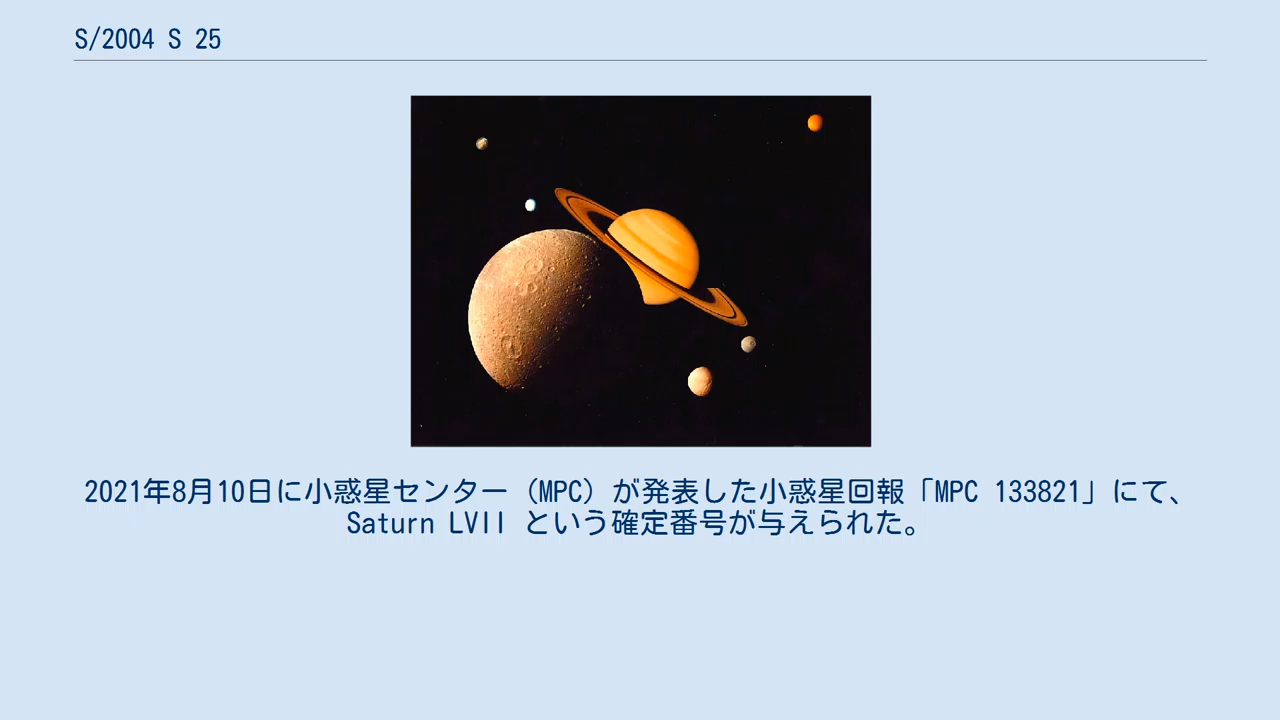 S/2004 S 25
2021年8月10日に小惑星センター（MPC）が発表した小惑星回報「MPC 133821」にて、
Saturn LVII という確定番号が与えられた。